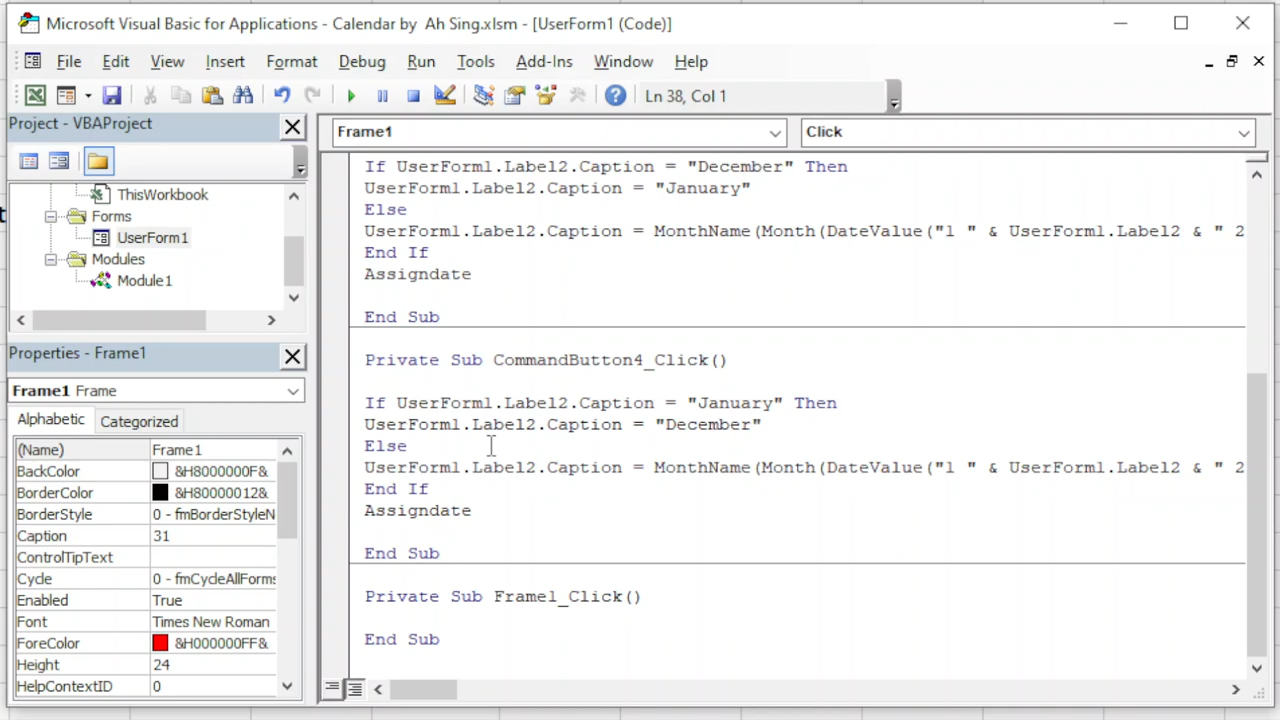 Microsoft Visual Basic for Applications - Calendar by  Ah Sing.xlsm - [UserForm1 (Code)]
File Edit View Insert Format Debug Run Tools Add-Ins Window Help
Ln 38, Col 1
Project - VBAProject
ThisWorkbook
Forms
UserForm1
Modules
Module1
Properties - Frame1
Frame1 Frame
Alphabetic Categorized
(Name) Frame1
BackColor &H8000000F&
BorderColor &H80000012&
BorderStyle 0 - fmBorderStyleN
Caption 31
ControlTipText
Cycle 0 - fmCycleAllForms
Enabled True
Font Times New Roman
ForeColor &H000000FF&
Height 24
HelpContextID 0
Frame1 Click
If UserForm1.Label2.Caption = "December" Then
UserForm1.Label2.Caption = "January"
Else
UserForm1.Label2.Caption = MonthName(Month(DateValue("1 " & UserForm1.Label2 & " 2
End If
Assigndate
End Sub
Private Sub CommandButton4_Click()
If UserForm1.Label2.Caption = "January" Then
UserForm1.Label2.Caption = "December"
Else
UserForm1.Label2.Caption = MonthName(Month(DateValue("1 " & UserForm1.Label2 & " 2
End If
Assigndate
End Sub
Private Sub Frame1_Click()
End Sub